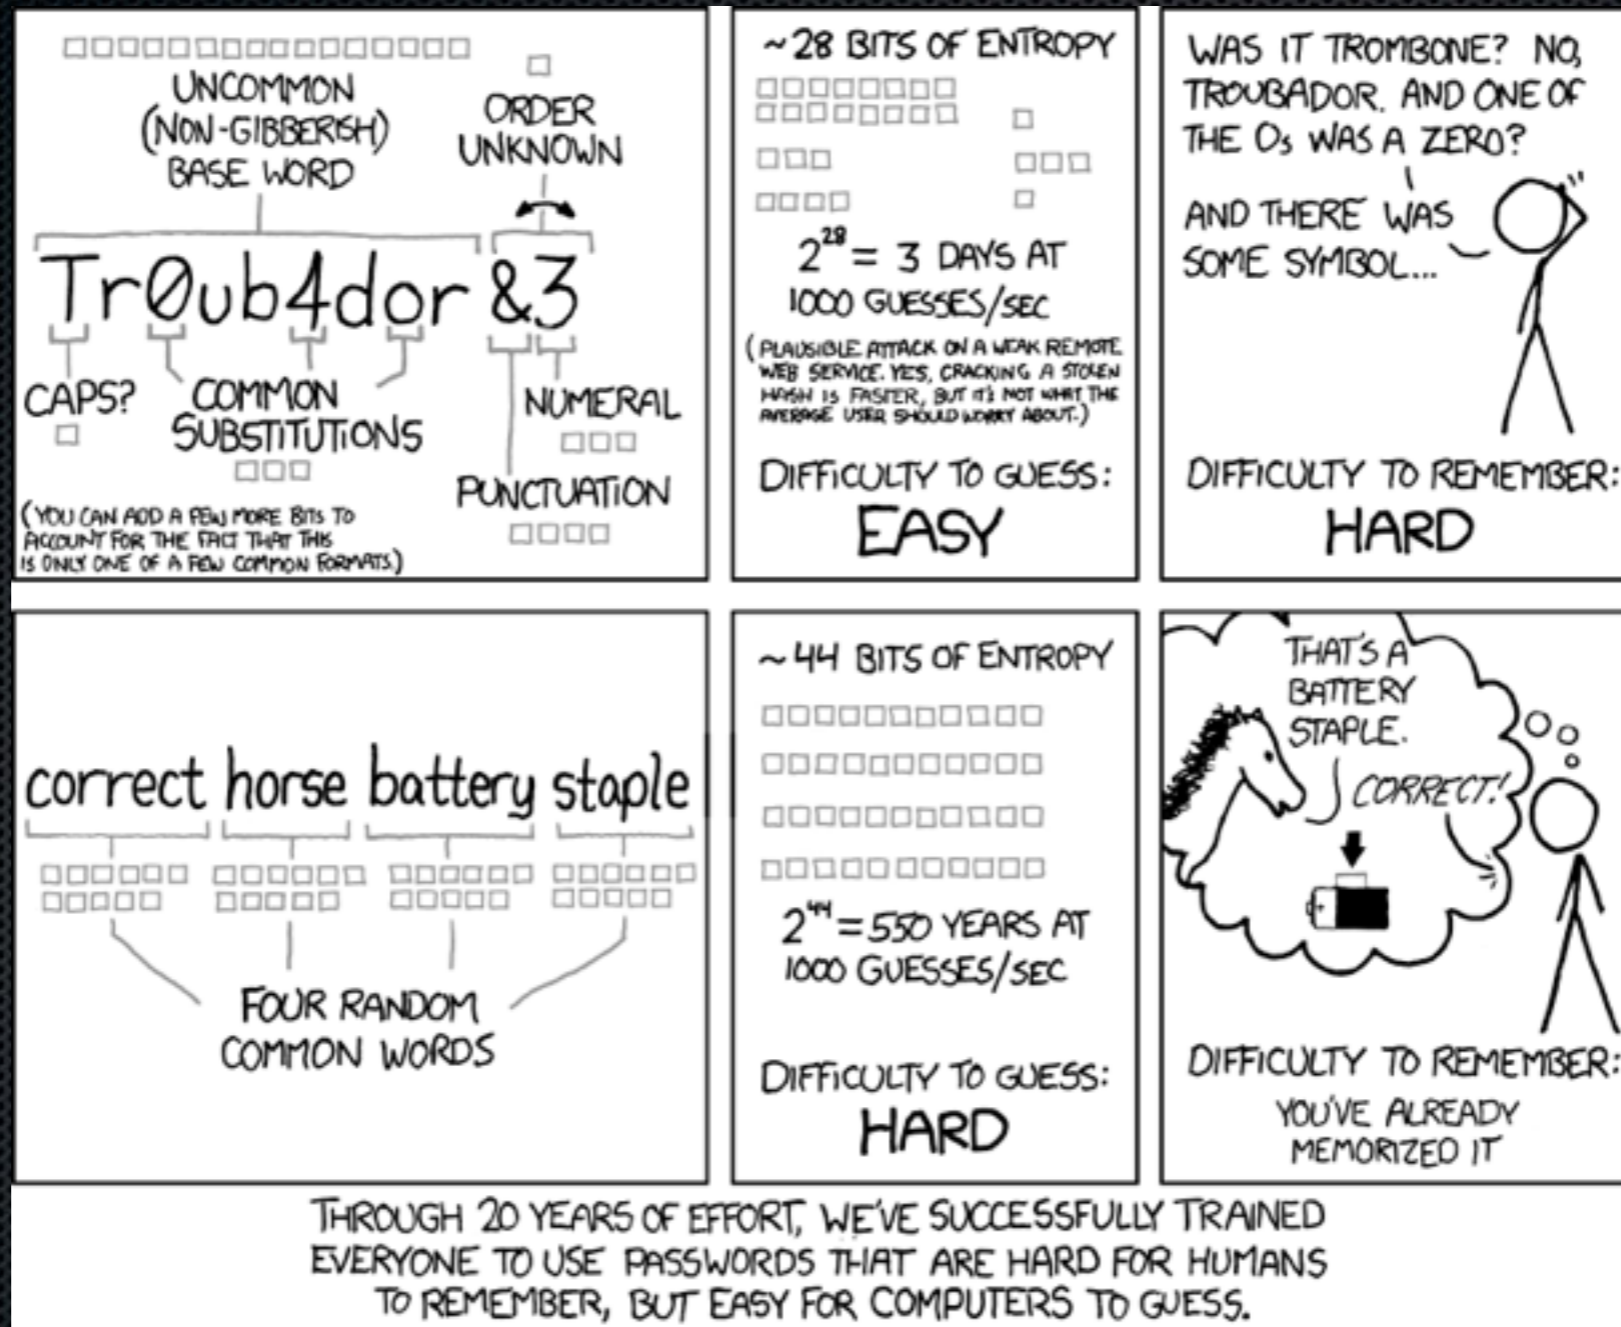 UNCOMMON
(NON-GIBBERISH)
BASE WORD
ORDER
UNKNOWN
Tr0ub4dor &3
CAPS?
COMMON
SUBSTITUTIONS
NUMERAL
PUNCTUATION
(YOU CAN ADD A FEW MORE BITS TO
ACCOUNT FOR THE FACT THAT THIS
IS ONLY ONE OF A FEW COMMON FORMATS.)
~28 BITS OF ENTROPY
2²⁸ = 3 DAYS AT
1000 GUESSES/SEC
(PLAUSIBLE ATTACK ON A WEAK REMOTE
WEB SERVICE. YES, CRACKING A STOLEN
HASH IS FASTER, BUT IT'S NOT WHAT THE
AVERAGE USER SHOULD WORRY ABOUT.)
DIFFICULTY TO GUESS:
EASY
WAS IT TROMBONE? NO,
TROUBADOR. AND ONE OF
THE Os WAS A ZERO?
AND THERE WAS
SOME SYMBOL...
DIFFICULTY TO REMEMBER:
HARD
correct horse battery staple
FOUR RANDOM
COMMON WORDS
~44 BITS OF ENTROPY
2⁴⁴ = 550 YEARS AT
1000 GUESSES/SEC
DIFFICULTY TO GUESS:
HARD
THAT'S A
BATTERY
STAPLE.
CORRECT!
DIFFICULTY TO REMEMBER:
YOU'VE ALREADY
MEMORIZED IT
THROUGH 20 YEARS OF EFFORT, WE'VE SUCCESSFULLY TRAINED
EVERYONE TO USE PASSWORDS THAT ARE HARD FOR HUMANS
TO REMEMBER, BUT EASY FOR COMPUTERS TO GUESS.